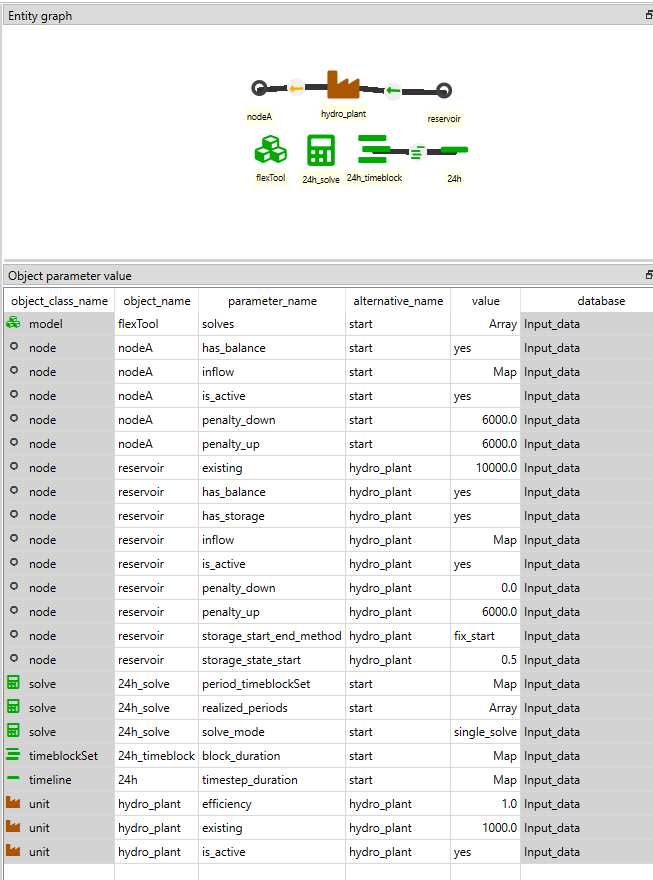 Entity graph
nodeA
hydro_plant
reservoir
flexTool
24h_solve
24h_timeblock
24h
Object parameter value
object_class_name object_name parameter_name alternative_name value database
model flexTool solves start Array Input_data
node nodeA has_balance start yes Input_data
node nodeA inflow start Map Input_data
node nodeA is_active start yes Input_data
node nodeA penalty_down start 6000.0 Input_data
node nodeA penalty_up start 6000.0 Input_data
node reservoir existing hydro_plant 10000.0 Input_data
node reservoir has_balance hydro_plant yes Input_data
node reservoir has_storage hydro_plant yes Input_data
node reservoir inflow hydro_plant Map Input_data
node reservoir is_active hydro_plant yes Input_data
node reservoir penalty_down hydro_plant 0.0 Input_data
node reservoir penalty_up hydro_plant 6000.0 Input_data
node reservoir storage_start_end_method hydro_plant fix_start Input_data
node reservoir storage_state_start hydro_plant 0.5 Input_data
solve 24h_solve period_timeblockSet start Map Input_data
solve 24h_solve realized_periods start Array Input_data
solve 24h_solve solve_mode start single_solve Input_data
timeblockSet 24h_timeblock block_duration start Map Input_data
timeline 24h timestep_duration start Map Input_data
unit hydro_plant efficiency hydro_plant 1.0 Input_data
unit hydro_plant existing hydro_plant 1000.0 Input_data
unit hydro_plant is_active hydro_plant yes Input_data